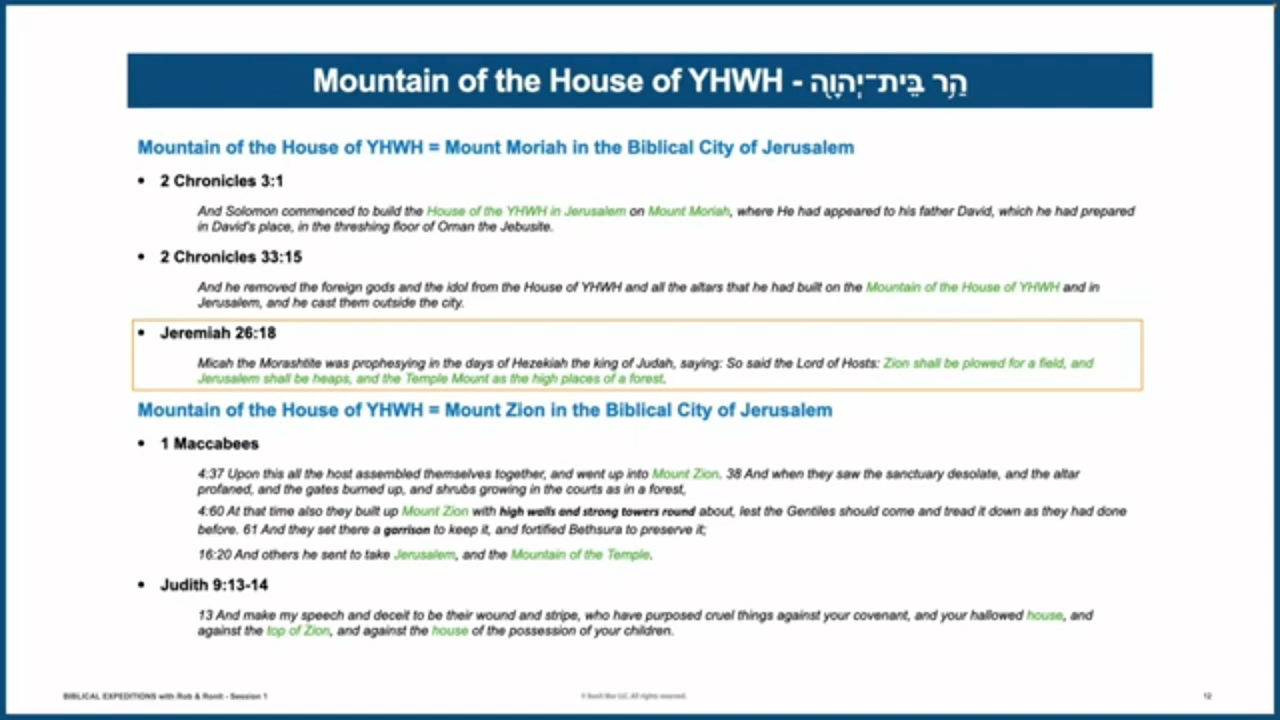 Mountain of the House of YHWH - הַ֥ר בֵּית־יְהוָ֖ה
Mountain of the House of YHWH = Mount Moriah in the Biblical City of Jerusalem
• 2 Chronicles 3:1
And Solomon commenced to build the House of the YHWH in Jerusalem on Mount Moriah, where He had appeared to his father David, which he had prepared
in David's place, in the threshing floor of Ornan the Jebusite.
• 2 Chronicles 33:15
And he removed the foreign gods and the idol from the House of YHWH and all the altars that he had built on the Mountain of the House of YHWH and in
Jerusalem, and he cast them outside the city.
• Jeremiah 26:18
Micah the Morashtite was prophesying in the days of Hezekiah the king of Judah, saying: So said the Lord of Hosts: Zion shall be plowed for a field, and
Jerusalem shall be heaps, and the Temple Mount as the high places of a forest.
Mountain of the House of YHWH = Mount Zion in the Biblical City of Jerusalem
• 1 Maccabees
4:37 Upon this all the host assembled themselves together, and went up into Mount Zion. 38 And when they saw the sanctuary desolate, and the altar
profaned, and the gates burned up, and shrubs growing in the courts as in a forest,
4:60 At that time also they built up Mount Zion with high walls and strong towers round about, lest the Gentiles should come and tread it down as they had done
before. 61 And they set there a garrison to keep it, and fortified Bethsura to preserve it;
16:20 And others he sent to take Jerusalem, and the Mountain of the Temple.
• Judith 9:13-14
13 And make my speech and deceit to be their wound and stripe, who have purposed cruel things against your covenant, and your hallowed house, and
against the top of Zion, and against the house of the possession of your children.
BIBLICAL EXPEDITIONS with Rob & Ronit - Session 1
© Ronit Mor LLC. All rights reserved.
12